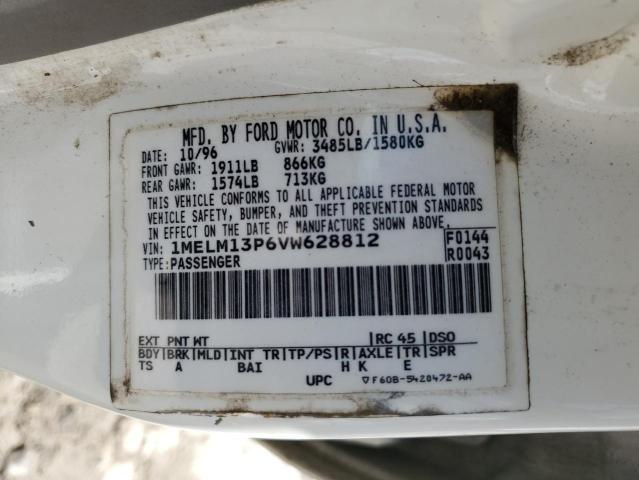 MFD. BY FORD MOTOR CO. IN U.S.A.
DATE: 10/96 GVWR: 3485LB/1580KG
FRONT GAWR: 1911LB 866KG
REAR GAWR: 1574LB 713KG
THIS VEHICLE CONFORMS TO ALL APPLICABLE FEDERAL MOTOR
VEHICLE SAFETY, BUMPER, AND THEFT PREVENTION STANDARDS
IN EFFECT ON THE DATE OF MANUFACTURE SHOWN ABOVE.
VIN: 1MELM13P6VW628812 F0144
TYPE: PASSENGER R0043
EXT PNT WT RC 45 DSO
BDY|BRK|MLD|INT TR|TP/PS|R|AXLE|TR|SPR
TS A BAI H K E
UPC F60B-5420472-AA